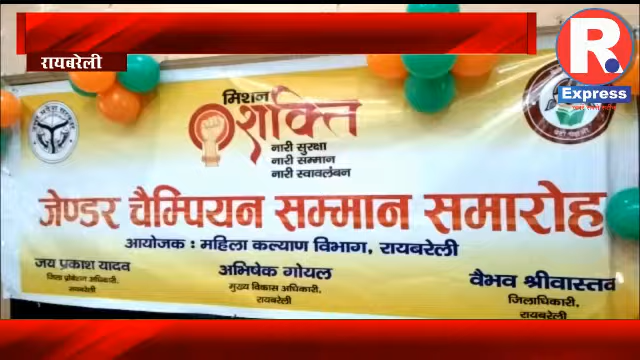 रायबरेली
R.
Express
मिशन
शक्ति
नारी सुरक्षा
नारी सम्मान
नारी स्वावलंबन
जेण्डर चैम्पियन सम्मान समारोह
आयोजक : महिला कल्याण विभाग, रायबरेली
जय प्रकाश यादव
जिला प्रोबेशन अधिकारी,
रायबरेली
अभिषेक गोयल
मुख्य विकास अधिकारी,
रायबरेली
वैभव श्रीवास्तव
जिलाधिकारी,
रायबरेली